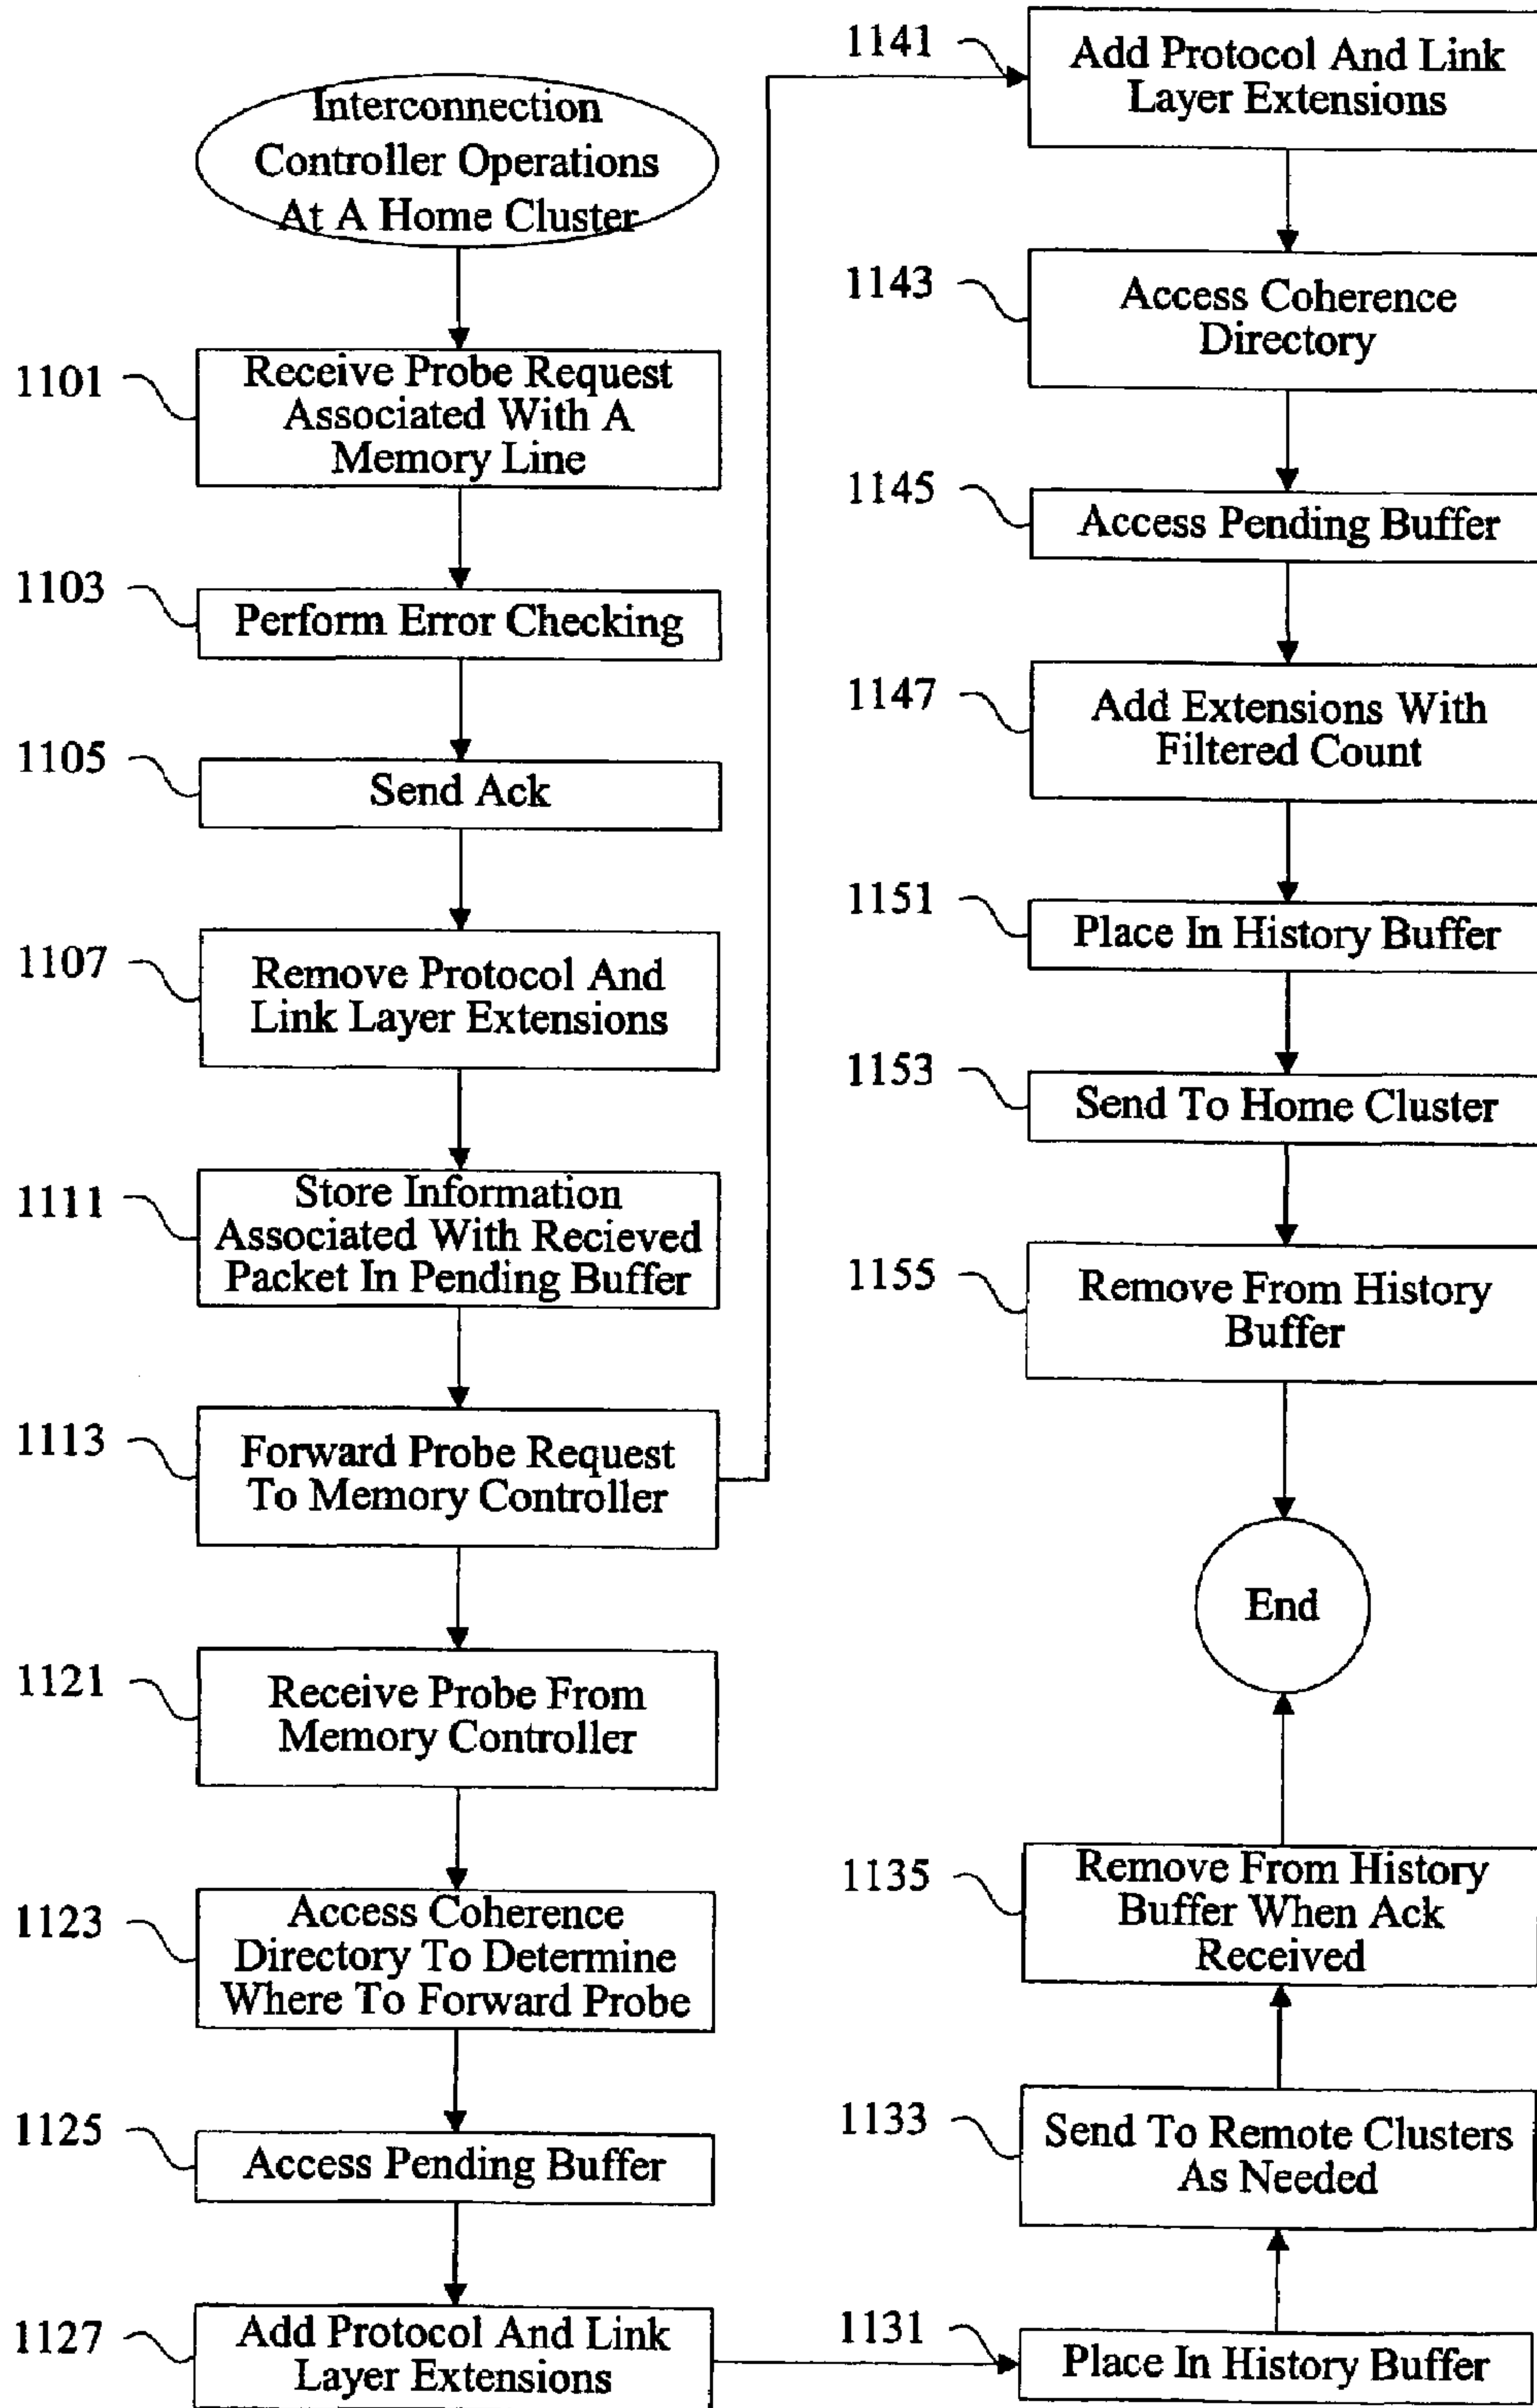 Interconnection
Controller Operations
At A Home Cluster
1101
Receive Probe Request
Associated With A
Memory Line
1103
Perform Error Checking
1105
Send Ack
1107
Remove Protocol And
Link Layer Extensions
1111
Store Information
Associated With Recieved
Packet In Pending Buffer
1113
Forward Probe Request
To Memory Controller
1121
Receive Probe From
Memory Controller
1123
Access Coherence
Directory To Determine
Where To Forward Probe
1125
Access Pending Buffer
1127
Add Protocol And Link
Layer Extensions
1141
Add Protocol And Link
Layer Extensions
1143
Access Coherence
Directory
1145
Access Pending Buffer
1147
Add Extensions With
Filtered Count
1151
Place In History Buffer
1153
Send To Home Cluster
1155
Remove From History
Buffer
End
1135
Remove From History
Buffer When Ack
Received
1133
Send To Remote Clusters
As Needed
1131
Place In History Buffer